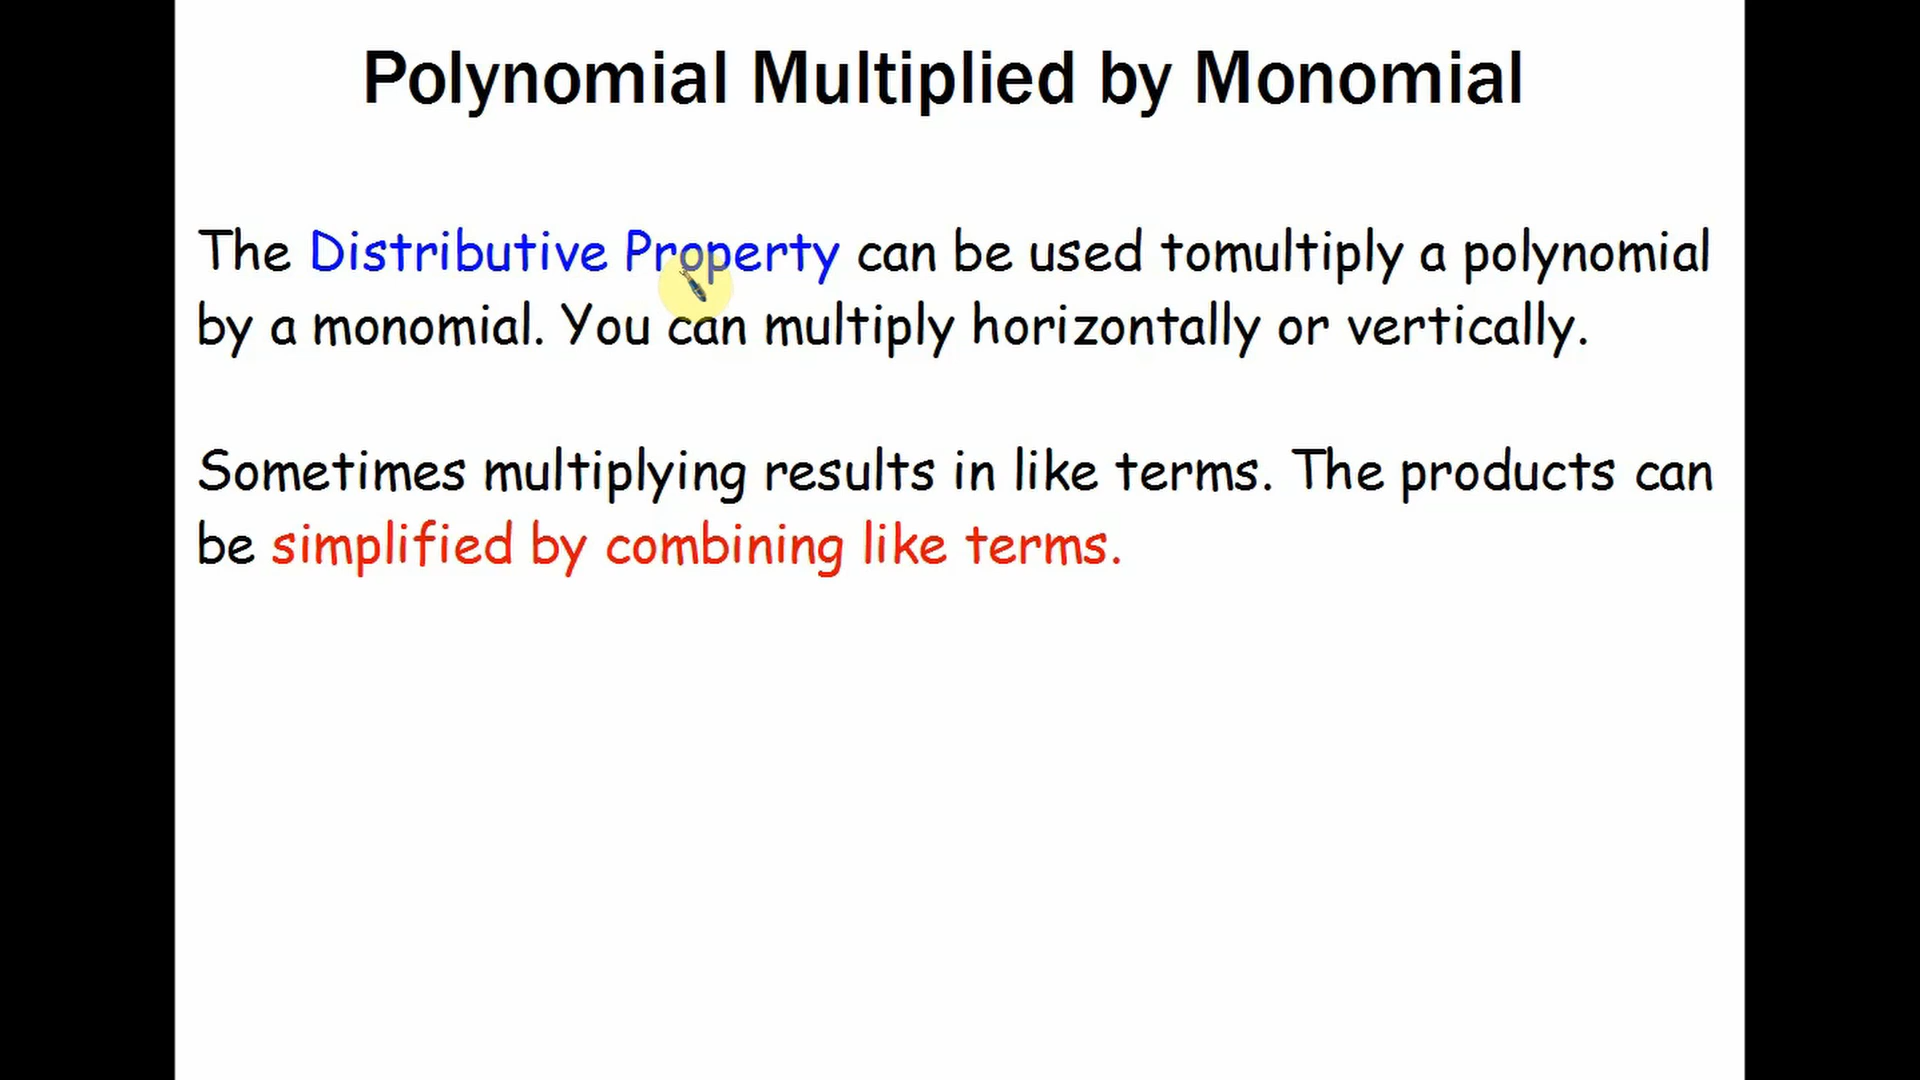 Polynomial Multiplied by Monomial
The Distributive Property can be used tomultiply a polynomial
by a monomial. You can multiply horizontally or vertically.
Sometimes multiplying results in like terms. The products can
be simplified by combining like terms.